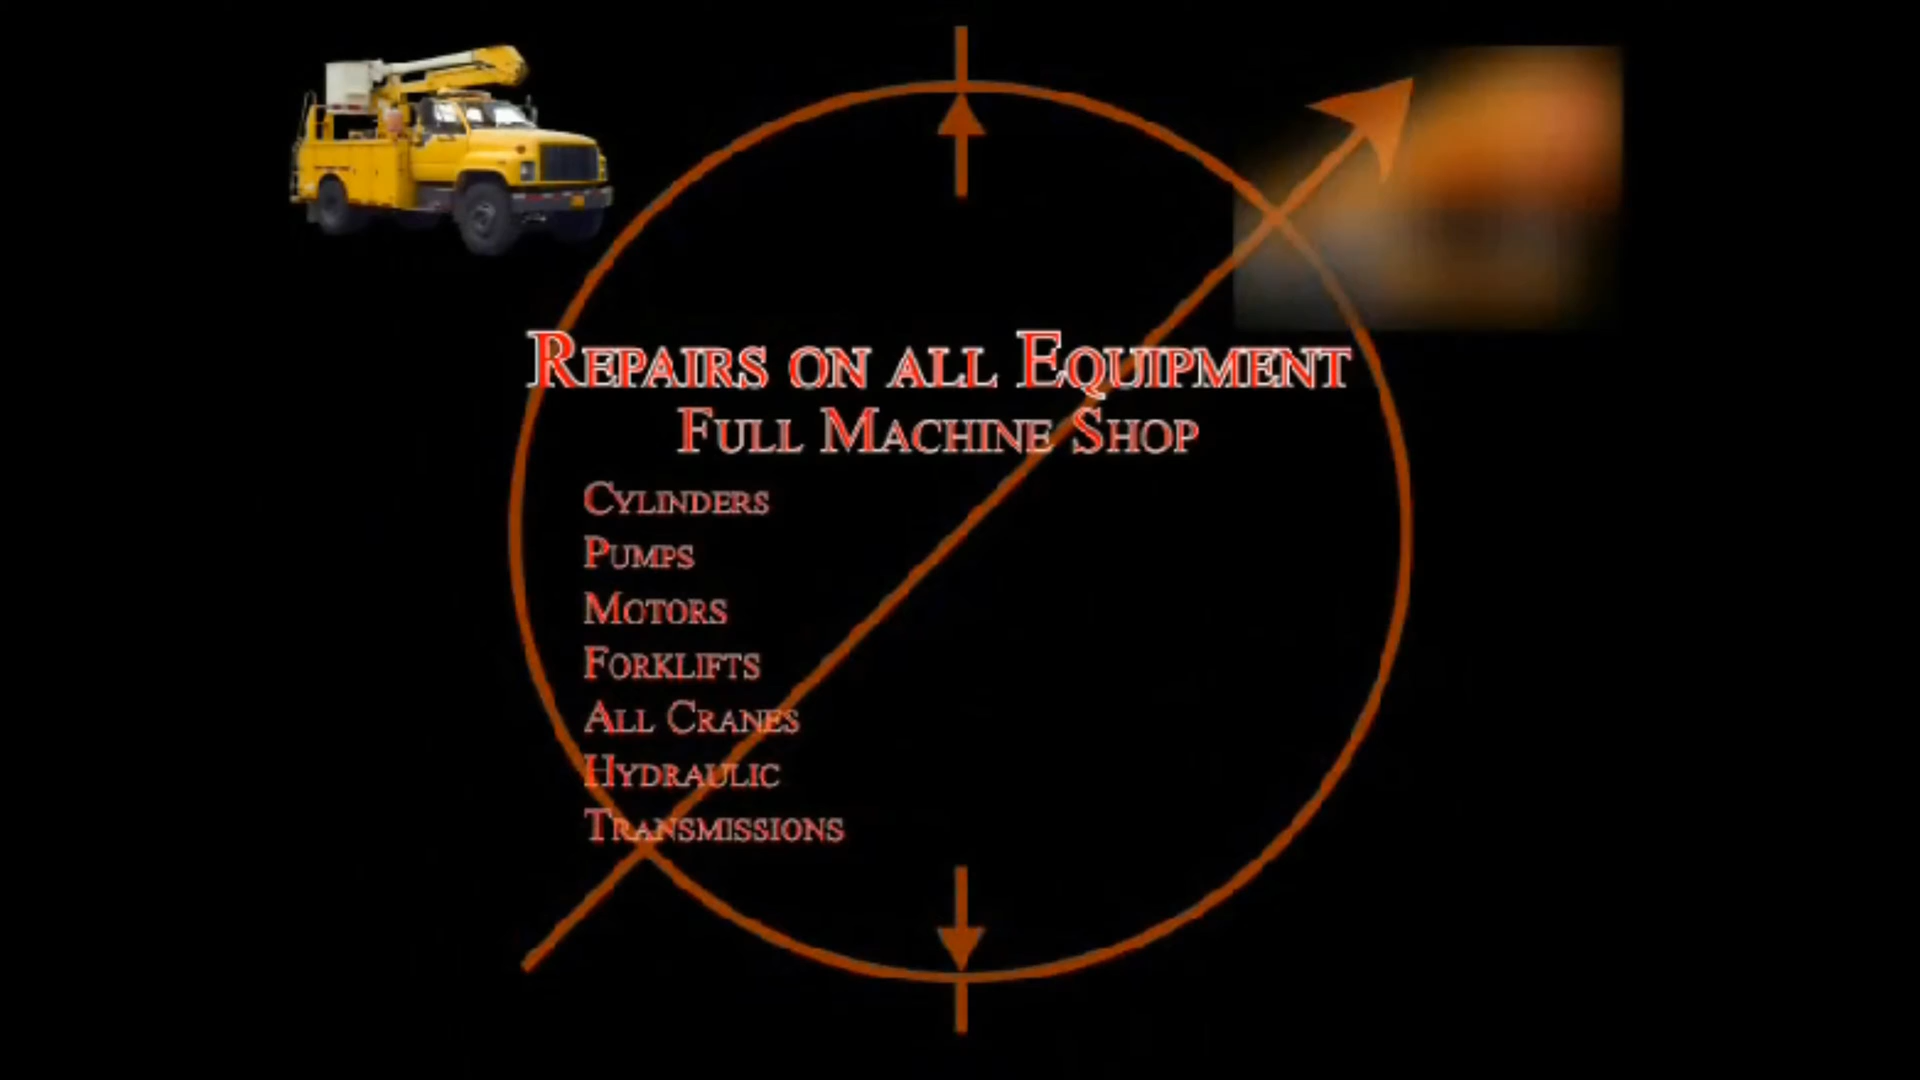 Repairs on all Equipment
Full Machine Shop
Cylinders
Pumps
Motors
Forklifts
All Cranes
Hydraulic
Transmissions